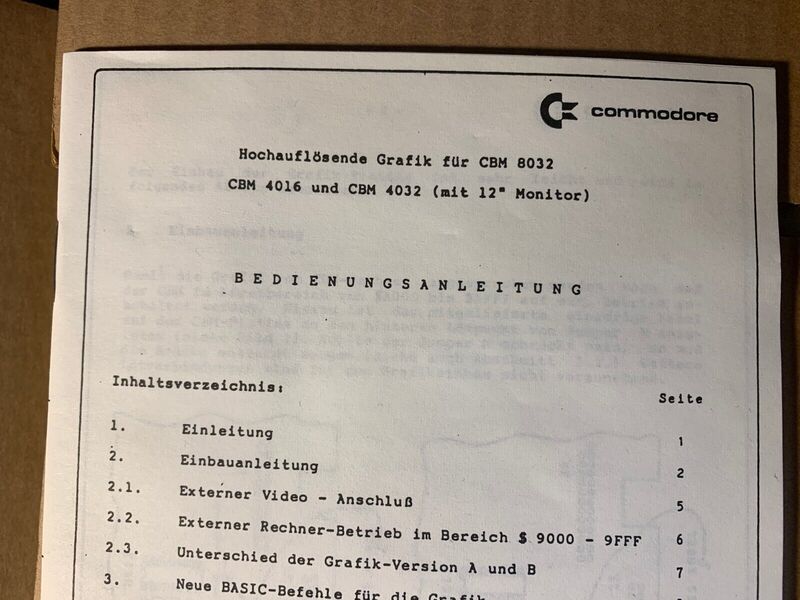 commodore
Hochauflösende Grafik für CBM 8032
CBM 4016 und CBM 4032 (mit 12" Monitor)
BEDIENUNGSANLEITUNG
Inhaltsverzeichnis:
Seite
1. Einleitung 1
2. Einbauanleitung 2
2.1. Externer Video - Anschluß 5
2.2. Externer Rechner-Betrieb im Bereich $ 9000 - 9FFF 6
2.3. Unterschied der Grafik-Version A und B 7
3. Neue BASIC-Befehle für die Grafik